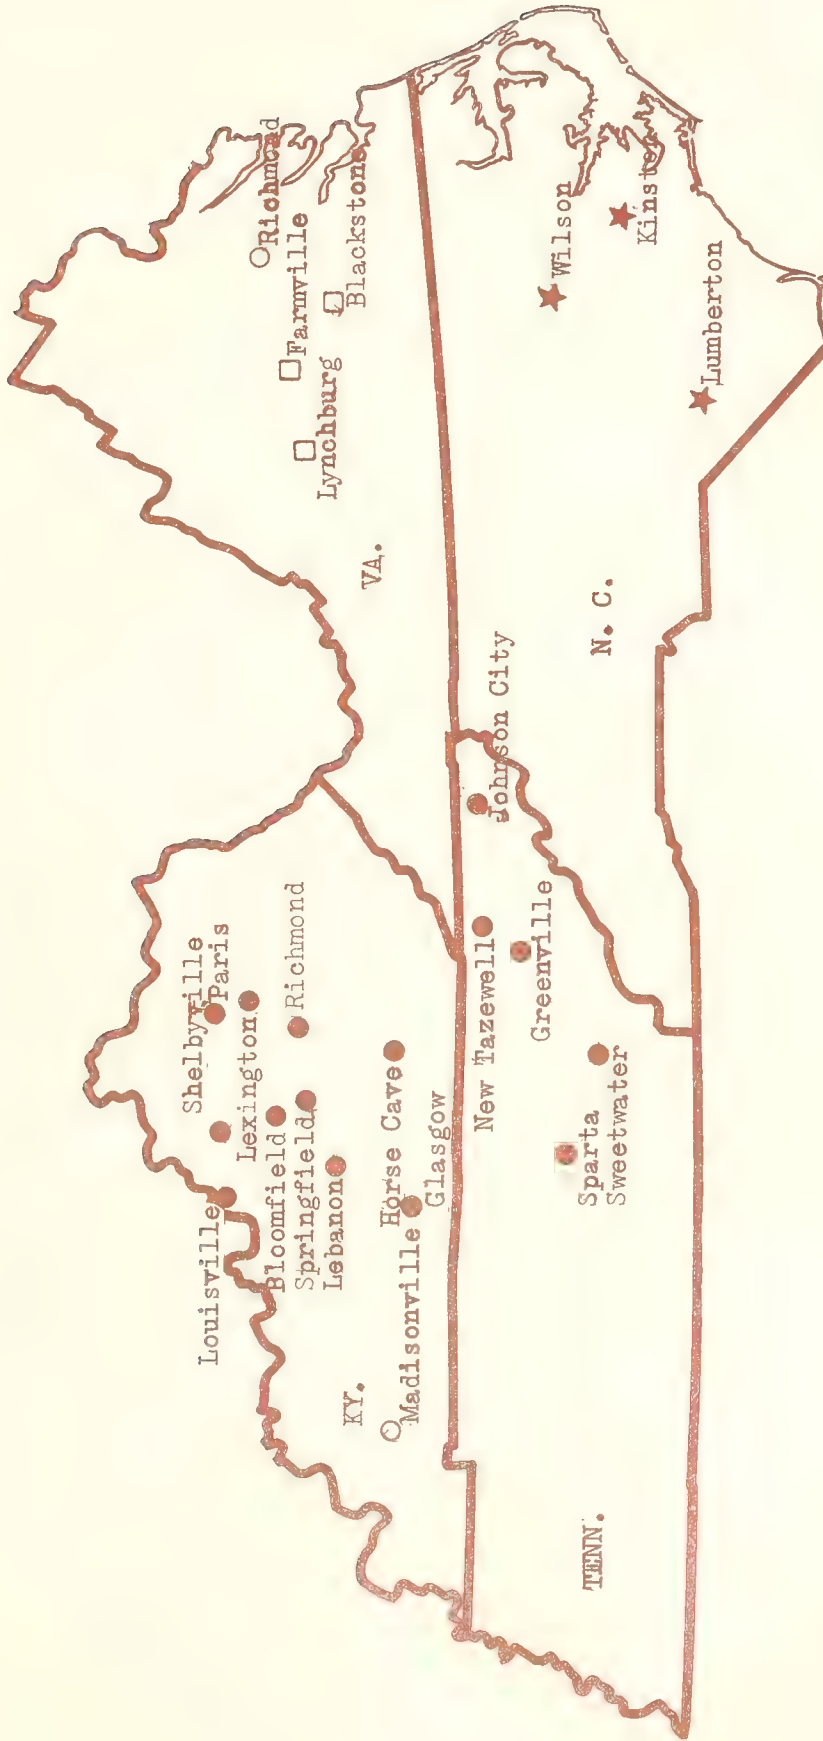 Louisville
Shelbyville
Paris
Lexington
Bloomfield
Springfield
Lebanon
Richmond
Horse Cave
Glasgow
Madisonville
KY.
Richmond
Farmville
Lynchburg
Blackstone
VA.
New Tazewell
Johnson City
Greenville
Sparta
Sweetwater
TENN.
Wilson
Kinston
Lumberton
N. C.